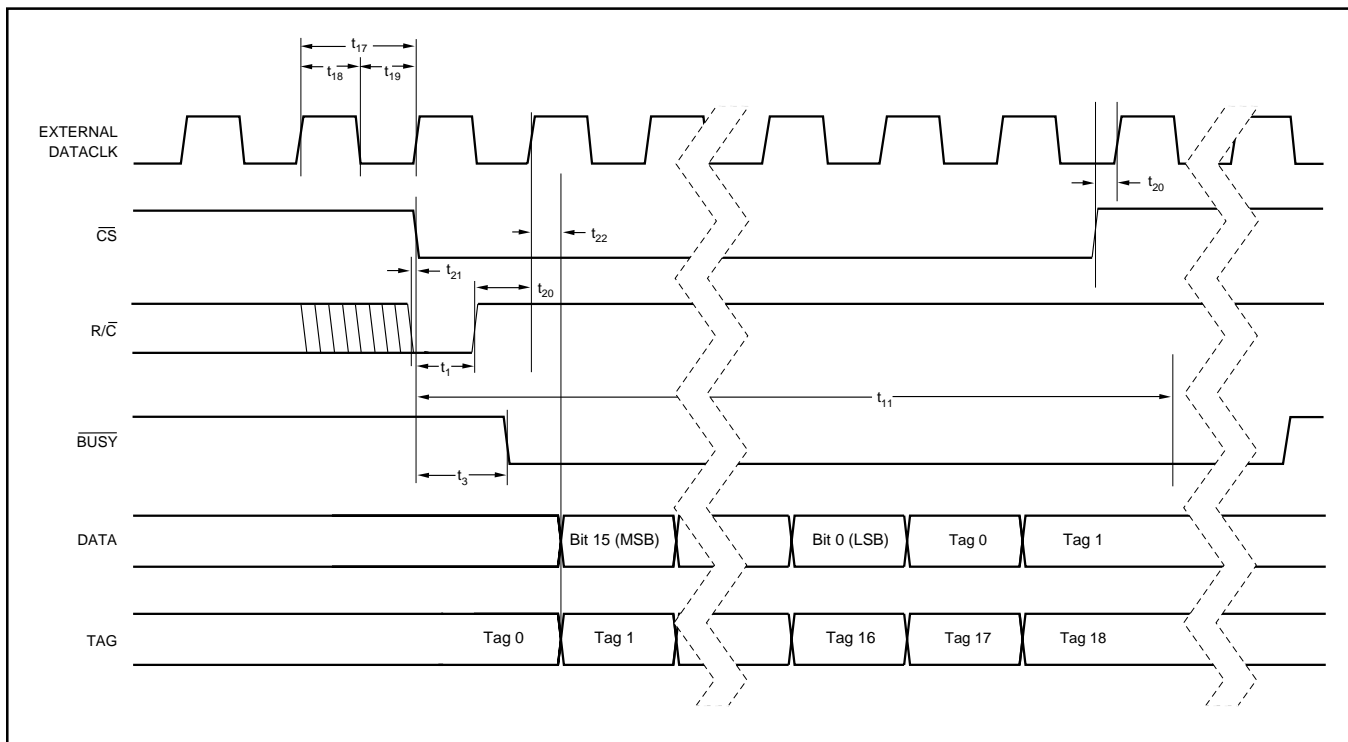 t17
t18
t19
EXTERNAL
DATACLK
t20
CS
t22
t21
t20
R/C
t1
t11
BUSY
t3
DATA
Bit 15 (MSB)
Bit 0 (LSB)
Tag 0
Tag 1
TAG
Tag 0
Tag 1
Tag 16
Tag 17
Tag 18